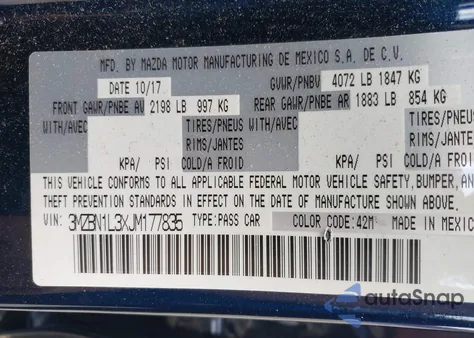 MFD. BY MAZDA MOTOR MANUFACTURING DE MEXICO S.A. DE C.V.
DATE 10/17 GVWR/PNBV 4072 LB 1847 KG
FRONT GAWR/PNBE AV 2198 LB 997 KG REAR GAWR/PNBE AR 1883 LB 854 KG
WITH/AVEC TIRES/PNEUS WITH/AVEC TIRES/PNEUS
RIMS/JANTES RIMS/JANTES
KPA/ PSI COLD/A FROID KPA/ PSI COLD/A FROID
THIS VEHICLE CONFORMS TO ALL APPLICABLE FEDERAL MOTOR VEHICLE SAFETY, BUMPER, AN
THEFT PREVENTION STANDARDS IN EFFECT ON THE DATE OF MANUFACTURE SHOWN ABOVE.
VIN: 3MZBN1L3XJM177835 TYPE:PASS CAR COLOR CODE:42M MADE IN MEXIC
autoSnap